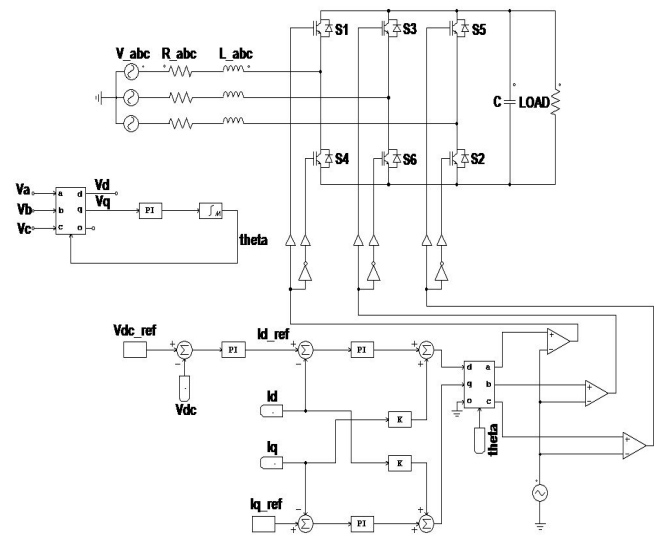 S1
S3
S5
V_abc R_abc L_abc
C LOAD
S4
S6
S2
Va
Vb
Vc
a d
b q
c o
Vd
Vq
PI
∫M
theta
Vdc_ref
PI
Id_ref
PI
Vdc
Id
K
Iq
K
Iq_ref
PI
d a
q b
o c
theta